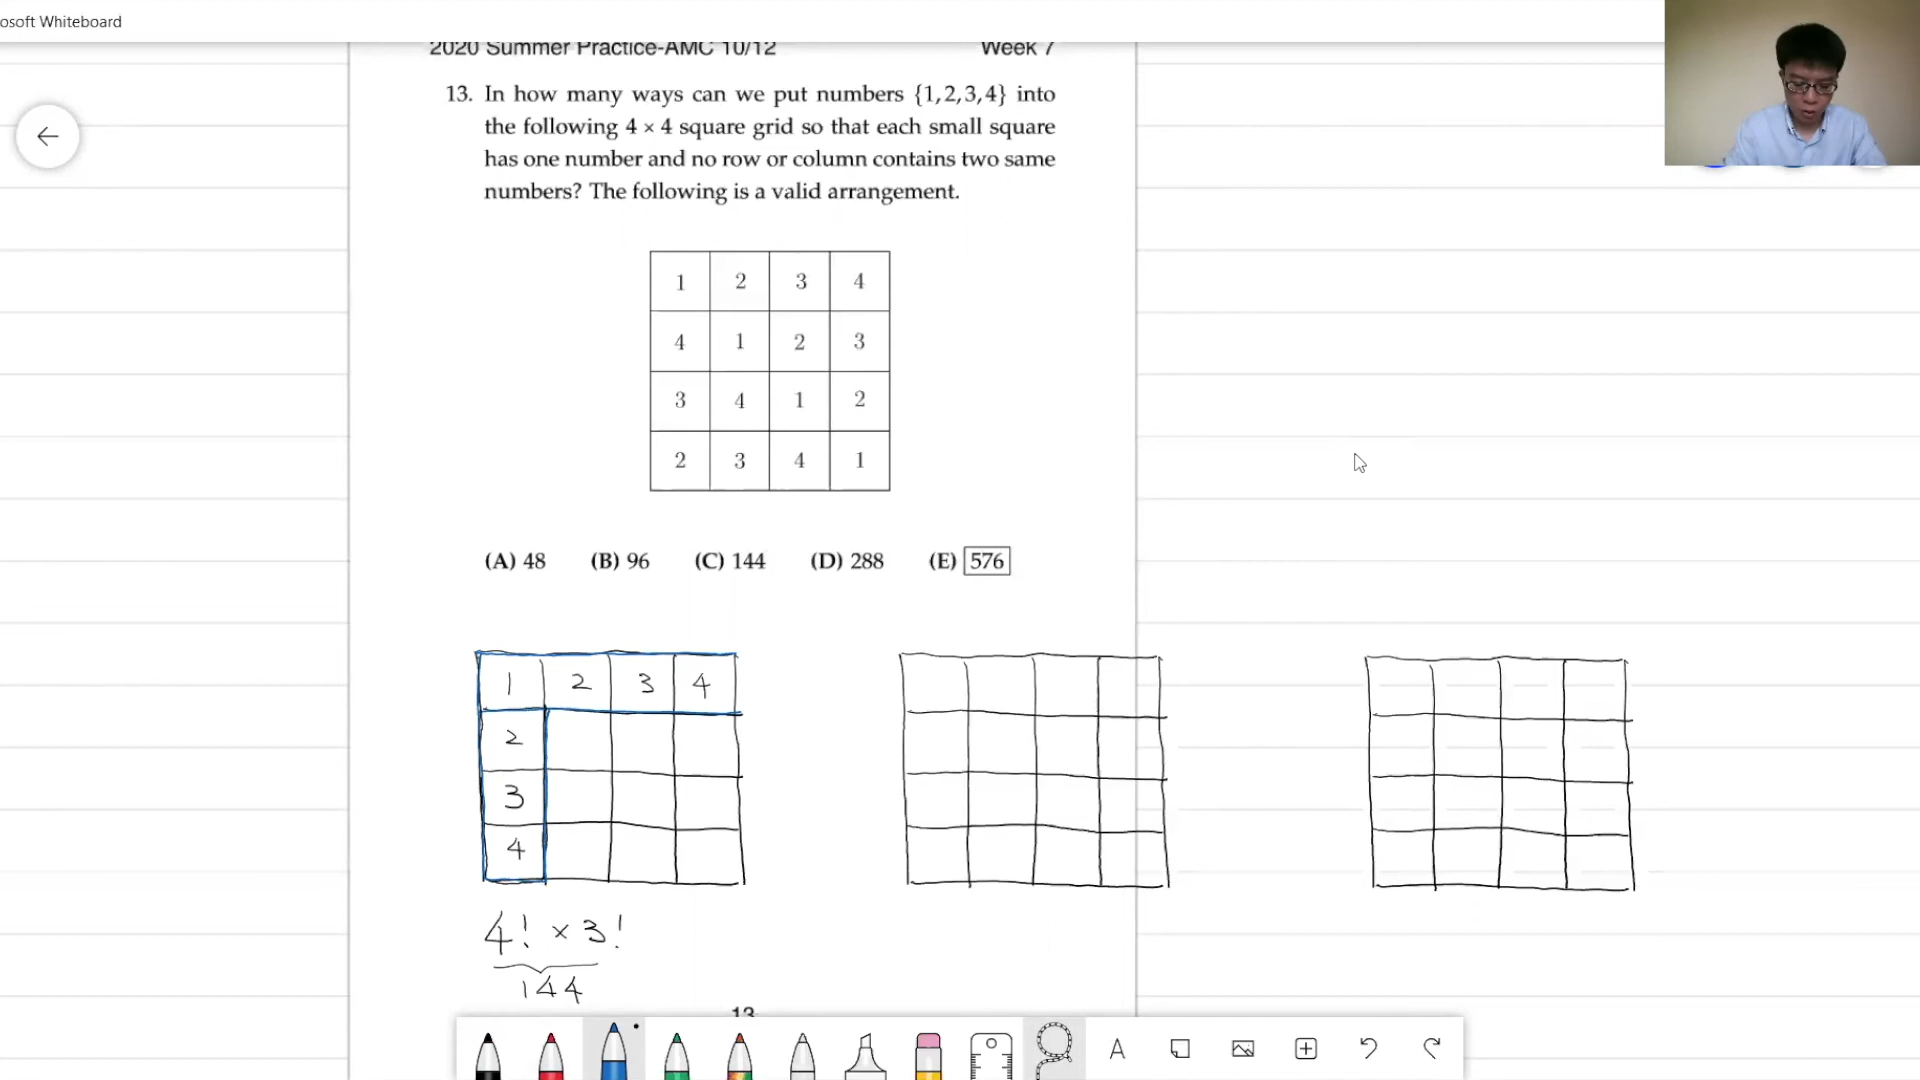 osoft Whiteboard
2020 Summer Practice-AMC 10/12 Week 7
13. In how many ways can we put numbers {1,2,3,4} into
the following 4 × 4 square grid so that each small square
has one number and no row or column contains two same
numbers? The following is a valid arrangement.
1 2 3 4
4 1 2 3
3 4 1 2
2 3 4 1
(A) 48 (B) 96 (C) 144 (D) 288 (E) 576
1 2 3 4
2
3
4
4! × 3!
144
13
A